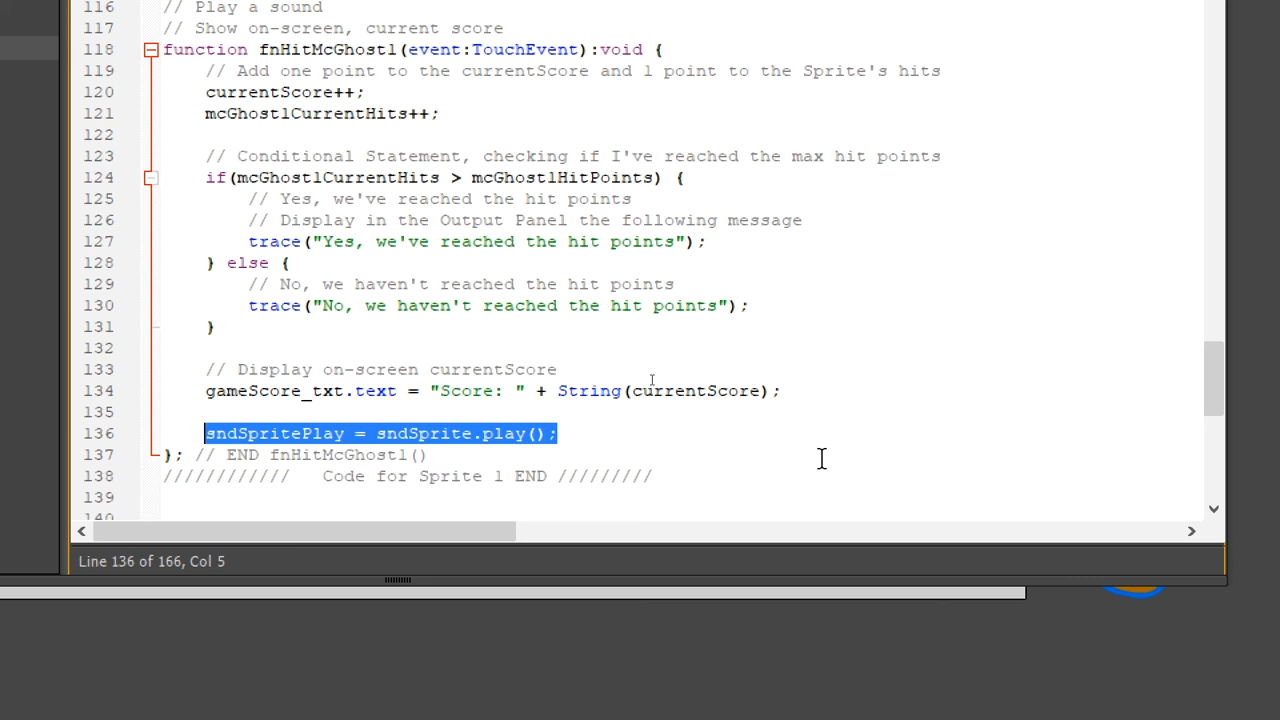 116 // Play a sound
117 // Show on-screen, current score
118 function fnHitMcGhost1(event:TouchEvent):void {
119 // Add one point to the currentScore and 1 point to the Sprite's hits
120 currentScore++;
121 mcGhost1CurrentHits++;
122
123 // Conditional Statement, checking if I've reached the max hit points
124 if(mcGhost1CurrentHits > mcGhost1HitPoints) {
125 // Yes, we've reached the hit points
126 // Display in the Output Panel the following message
127 trace("Yes, we've reached the hit points");
128 } else {
129 // No, we haven't reached the hit points
130 trace("No, we haven't reached the hit points");
131 }
132
133 // Display on-screen currentScore
134 gameScore_txt.text = "Score: " + String(currentScore);
135
136 sndSpritePlay = sndSprite.play();
137 }; // END fnHitMcGhost1()
138 //////////// Code for Sprite 1 END /////////
139
140
Line 136 of 166, Col 5